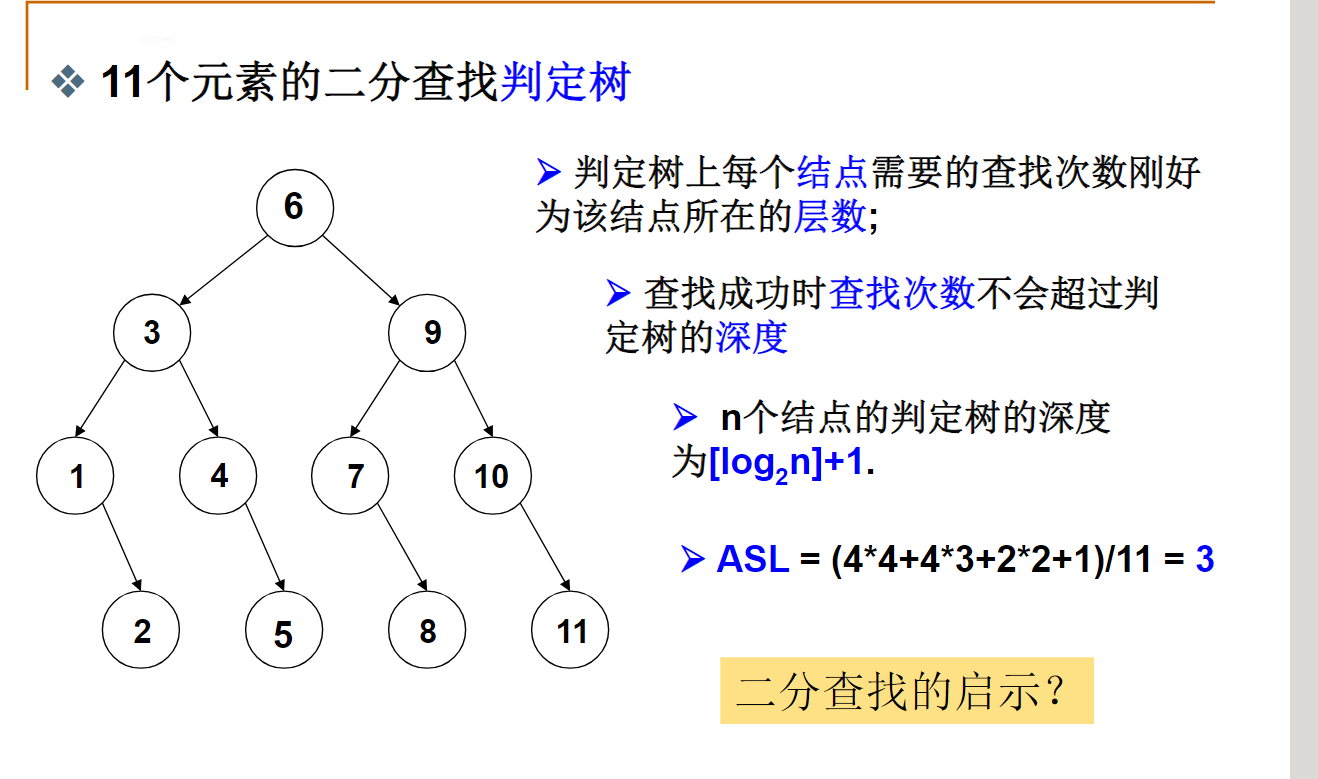 11个元素的二分查找判定树
6
3
9
1
4
7
10
2
5
8
11
判定树上每个结点需要的查找次数刚好
为该结点所在的层数;
查找成功时查找次数不会超过判
定树的深度
n个结点的判定树的深度
为[log₂n]+1.
ASL = (4*4+4*3+2*2+1)/11 = 3
二分查找的启示？